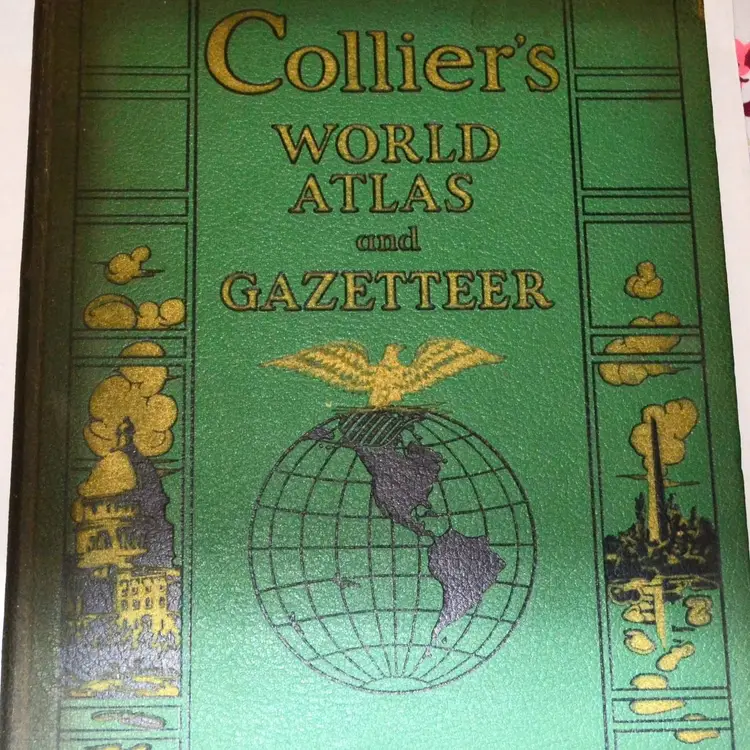 Collier's
WORLD
ATLAS
and
GAZETTEER